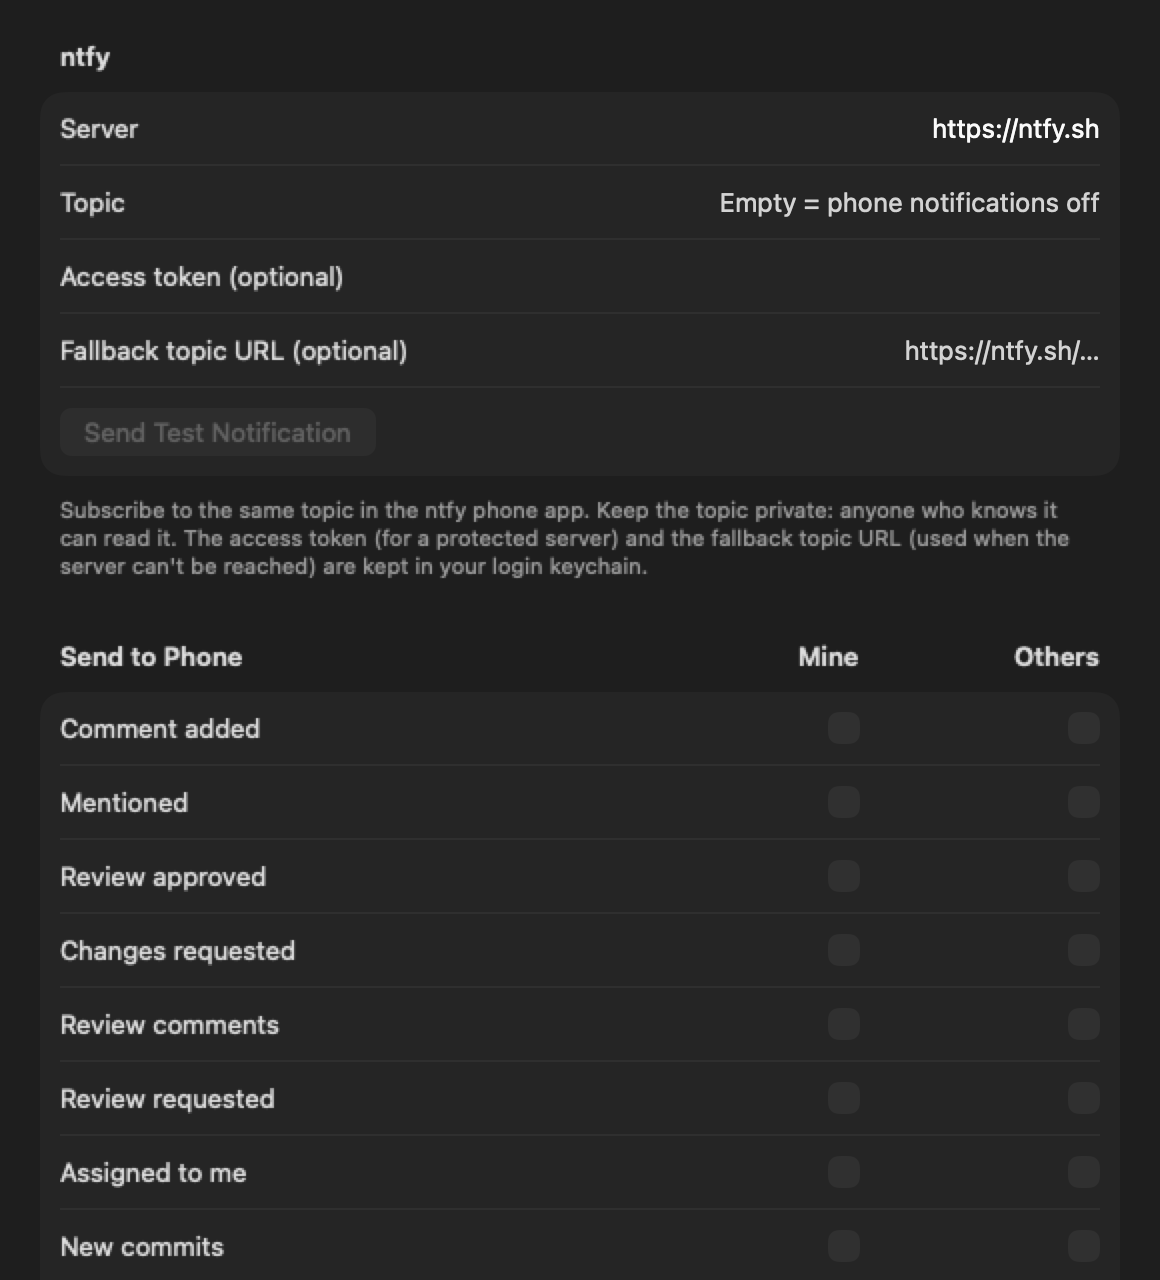 ntfy
Server https://ntfy.sh
Topic Empty = phone notifications off
Access token (optional)
Fallback topic URL (optional) https://ntfy.sh/...
Send Test Notification
Subscribe to the same topic in the ntfy phone app. Keep the topic private: anyone who knows it
can read it. The access token (for a protected server) and the fallback topic URL (used when the
server can't be reached) are kept in your login keychain.
Send to Phone Mine Others
Comment added
Mentioned
Review approved
Changes requested
Review comments
Review requested
Assigned to me
New commits